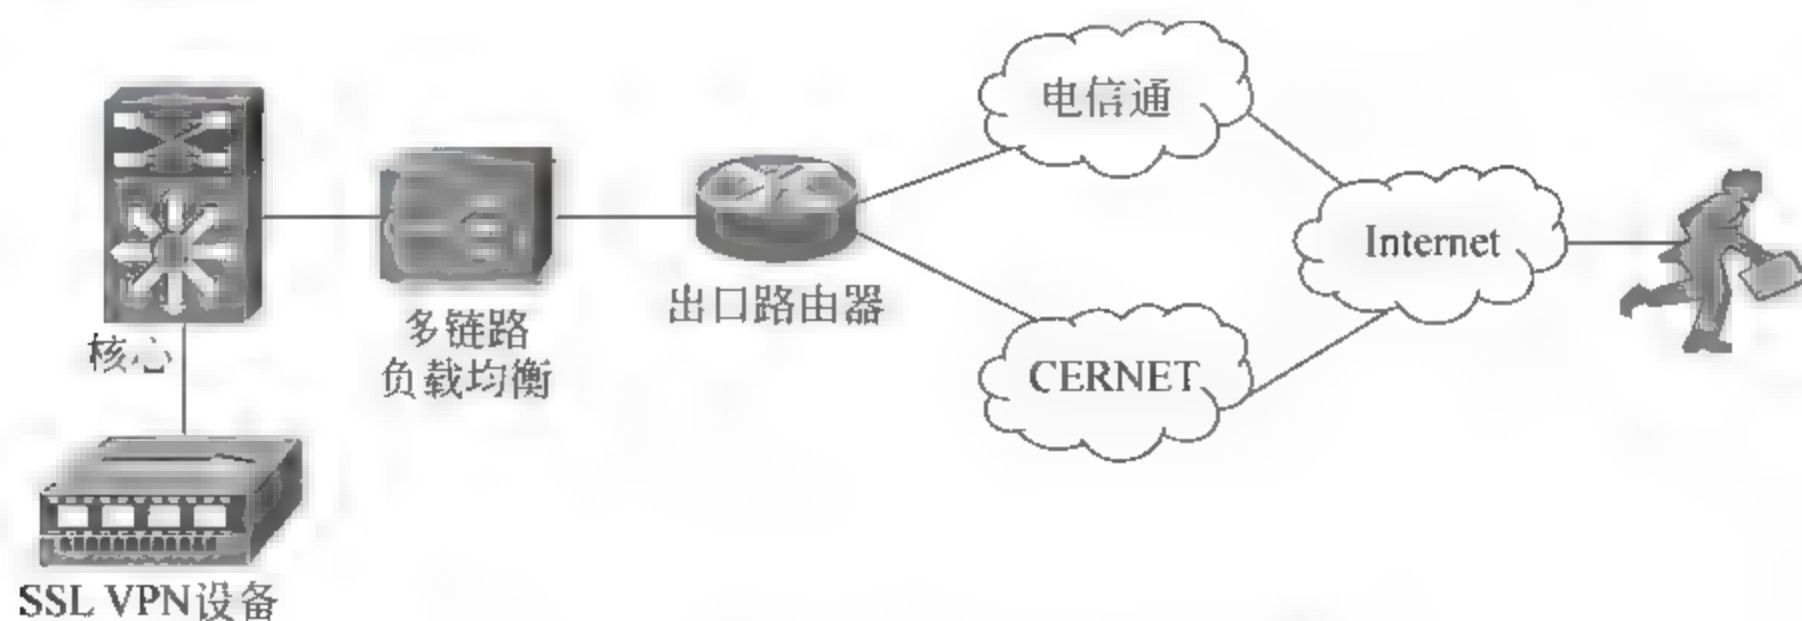 电信通
Internet
核心
多链路
负载均衡
出口路由器
CERNET
SSL VPN设备